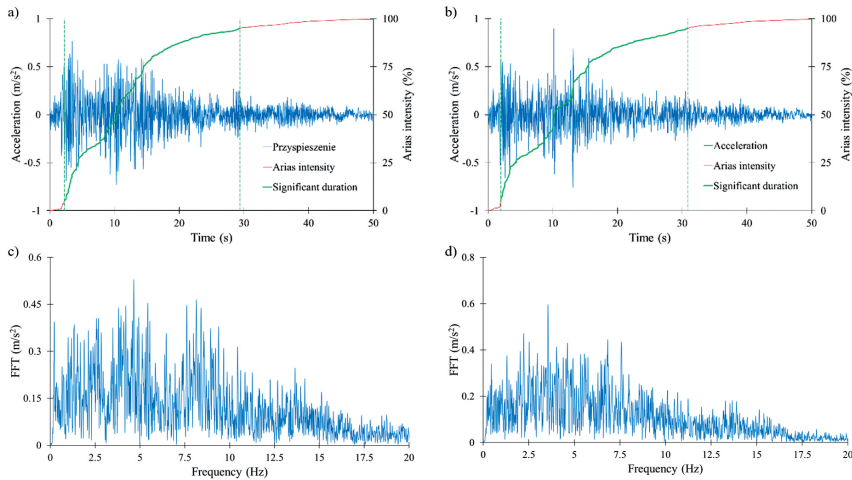 a)
Acceleration (m/s²)
1
0.5
0
-0.5
-1
100
75
50
25
0
Arias intensity (%)
Przyspieszenie
Arias intensity
Significant duration
0 10 20 30 40 50
Time (s)
b)
Acceleration (m/s²)
1
0.5
0
-0.5
-1
100
75
50
25
0
Arias intensity (%)
Acceleration
Arias intensity
Significant duration
0 10 20 30 40 50
Time (s)
c)
FFT (m/s²)
0.6
0.45
0.3
0.15
0
0 2.5 5 7.5 10 12.5 15 17.5 20
Frequency (Hz)
d)
FFT (m/s²)
0.8
0.6
0.4
0.2
0
0 2.5 5 7.5 10 12.5 15 17.5 20
Frequency (Hz)